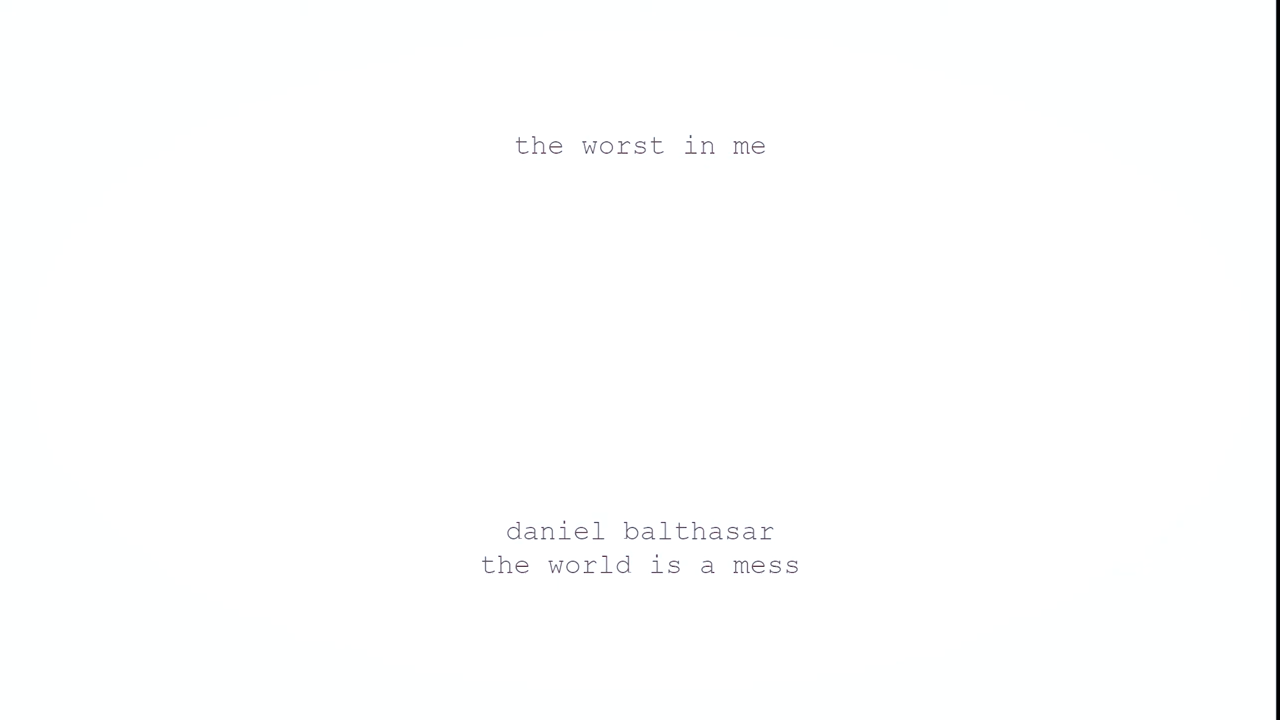 the worst in me
daniel balthasar
the world is a mess